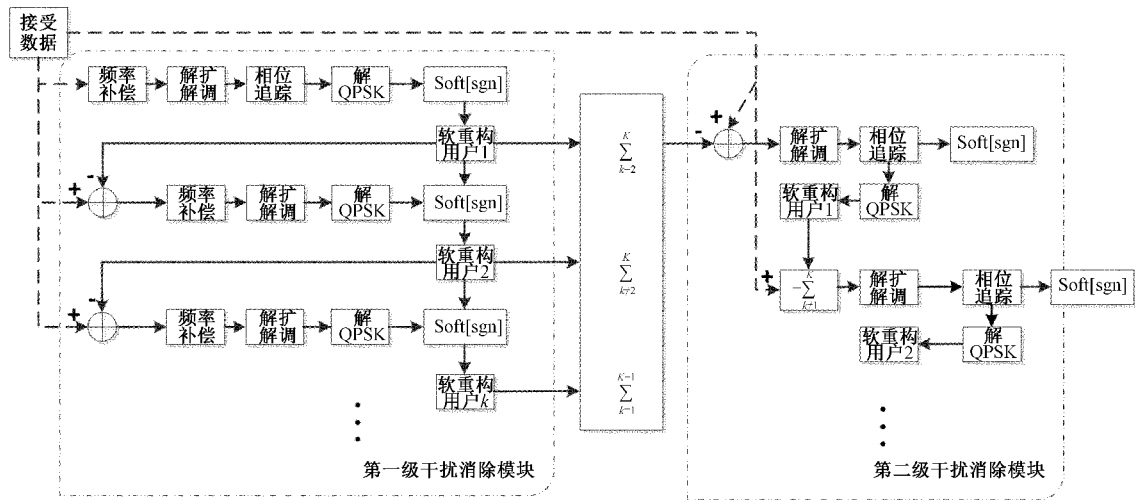 接受
数据
频率
补偿
解扩
解调
相位
追踪
解
QPSK
Soft[sgn]
软重构
用户1
频率
补偿
解扩
解调
解
QPSK
Soft[sgn]
软重构
用户2
频率
补偿
解扩
解调
解
QPSK
Soft[sgn]
软重构
用户k
第一级干扰消除模块
K
∑
k=2
K
∑
k≠2
K-1
∑
k=1
解扩
解调
相位
追踪
Soft[sgn]
软重构
用户1
解
QPSK
K
-∑
k≠1
解扩
解调
相位
追踪
Soft[sgn]
软重构
用户2
解
QPSK
第二级干扰消除模块